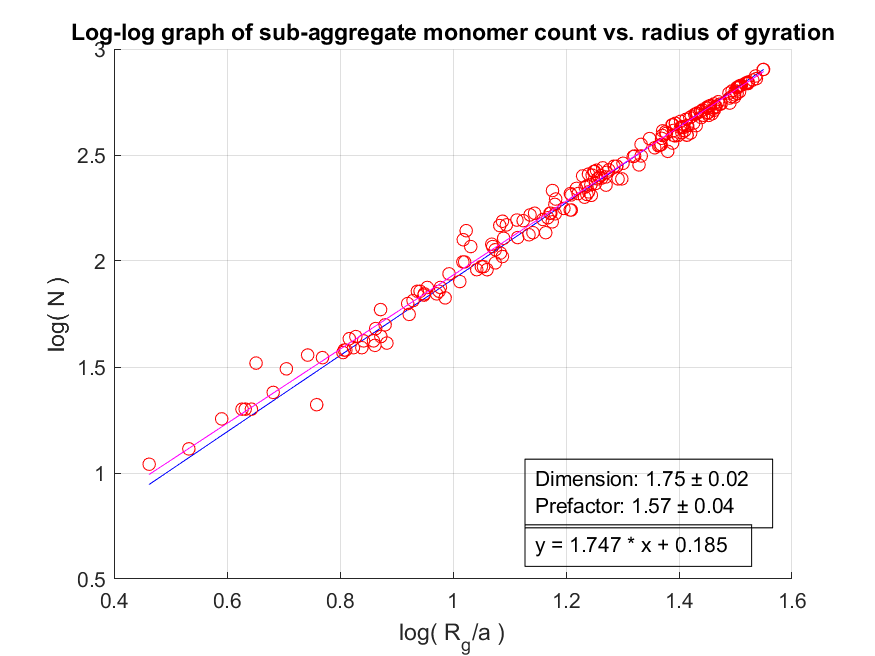 Log-log graph of sub-aggregate monomer count vs. radius of gyration
3
2.5
2
1.5
1
0.5
log( N )
Dimension: 1.75 ± 0.02
Prefactor: 1.57 ± 0.04
y = 1.747 * x + 0.185
0.4 0.6 0.8 1 1.2 1.4 1.6
log( R_g/a )